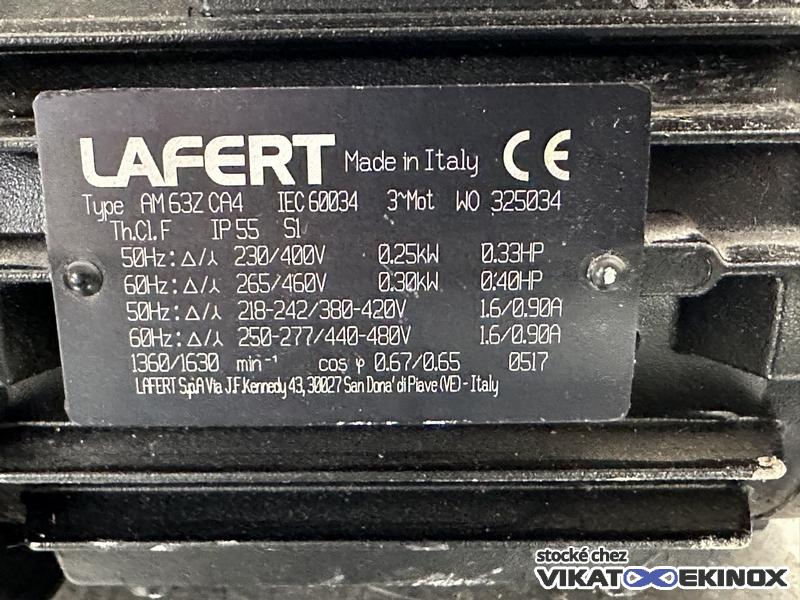 LAFERT Made in Italy CE
Type AM 63Z CA4 IEC 60034 3~Mot WO 325034
Th.Cl. F IP 55 S1
50Hz: Δ/⅄ 230/400V 0.25kW 0.33HP
60Hz: Δ/⅄ 265/460V 0.30kW 0.40HP
50Hz: Δ/⅄ 218-242/380-420V 1.6/0.90A
60Hz: Δ/⅄ 250-277/440-480V 1.6/0.90A
1360/1630 min⁻¹ cos φ 0.67/0.65 0517
LAFERT S.p.A Via J.F. Kennedy 43, 30027 San Dona' di Piave (VE) - Italy
stocké chez
VIKATEKINOX